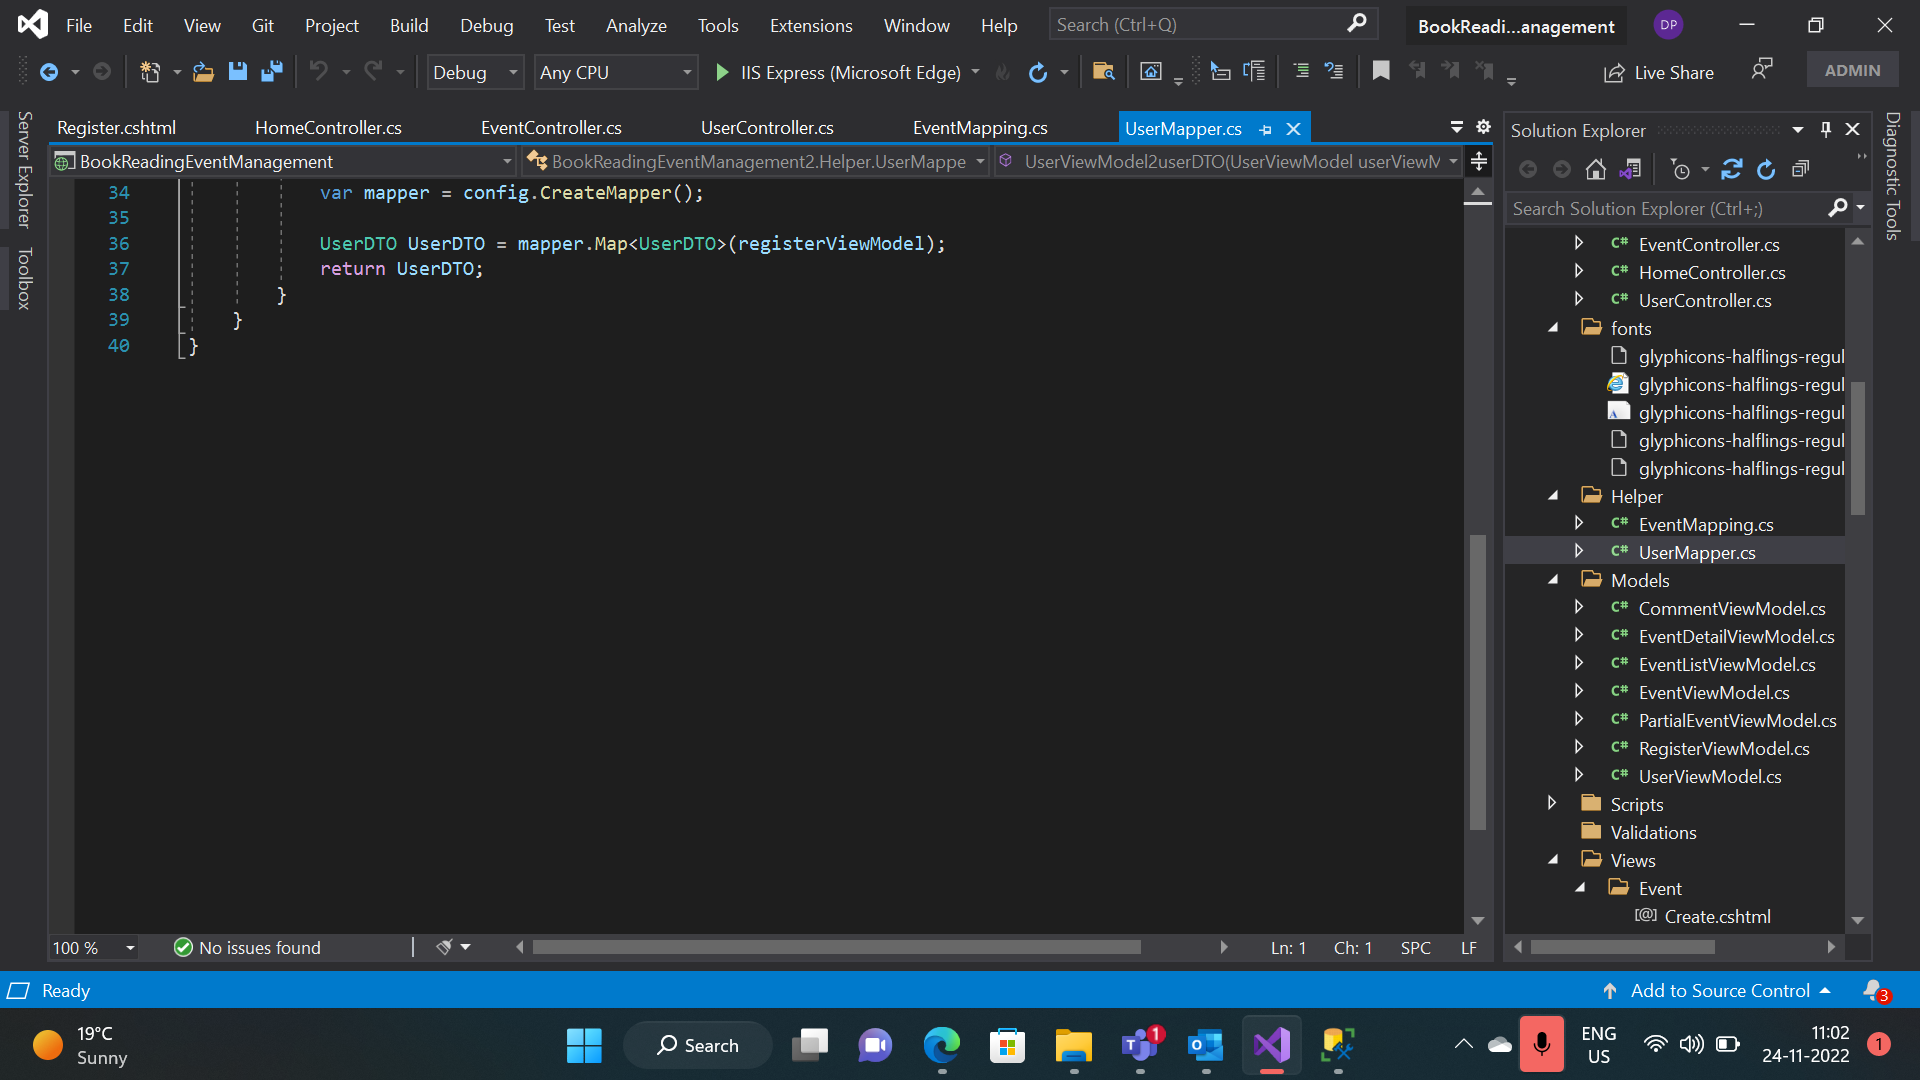 File Edit View Git Project Build Debug Test Analyze Tools Extensions Window Help Search (Ctrl+Q) BookReadi...anagement DP
Debug Any CPU IIS Express (Microsoft Edge) Live Share ADMIN
Server Explorer
Toolbox
Register.cshtml HomeController.cs EventController.cs UserController.cs EventMapping.cs UserMapper.cs
BookReadingEventManagement BookReadingEventManagement2.Helper.UserMappe UserViewModel2userDTO(UserViewModel userViewM
34 var mapper = config.CreateMapper();
35
36 UserDTO UserDTO = mapper.Map<UserDTO>(registerViewModel);
37 return UserDTO;
38 }
39 }
40 }
100 % No issues found Ln: 1 Ch: 1 SPC LF
Solution Explorer
Search Solution Explorer (Ctrl+;)
C# EventController.cs
C# HomeController.cs
C# UserController.cs
fonts
glyphicons-halflings-regul
glyphicons-halflings-regul
glyphicons-halflings-regul
glyphicons-halflings-regul
glyphicons-halflings-regul
Helper
C# EventMapping.cs
C# UserMapper.cs
Models
C# CommentViewModel.cs
C# EventDetailViewModel.cs
C# EventListViewModel.cs
C# EventViewModel.cs
C# PartialEventViewModel.cs
C# RegisterViewModel.cs
C# UserViewModel.cs
Scripts
Validations
Views
Event
[@] Create.cshtml
Diagnostic Tools
Ready Add to Source Control 3
19°C
Sunny
Search
1
ENG
US
11:02
24-11-2022
1